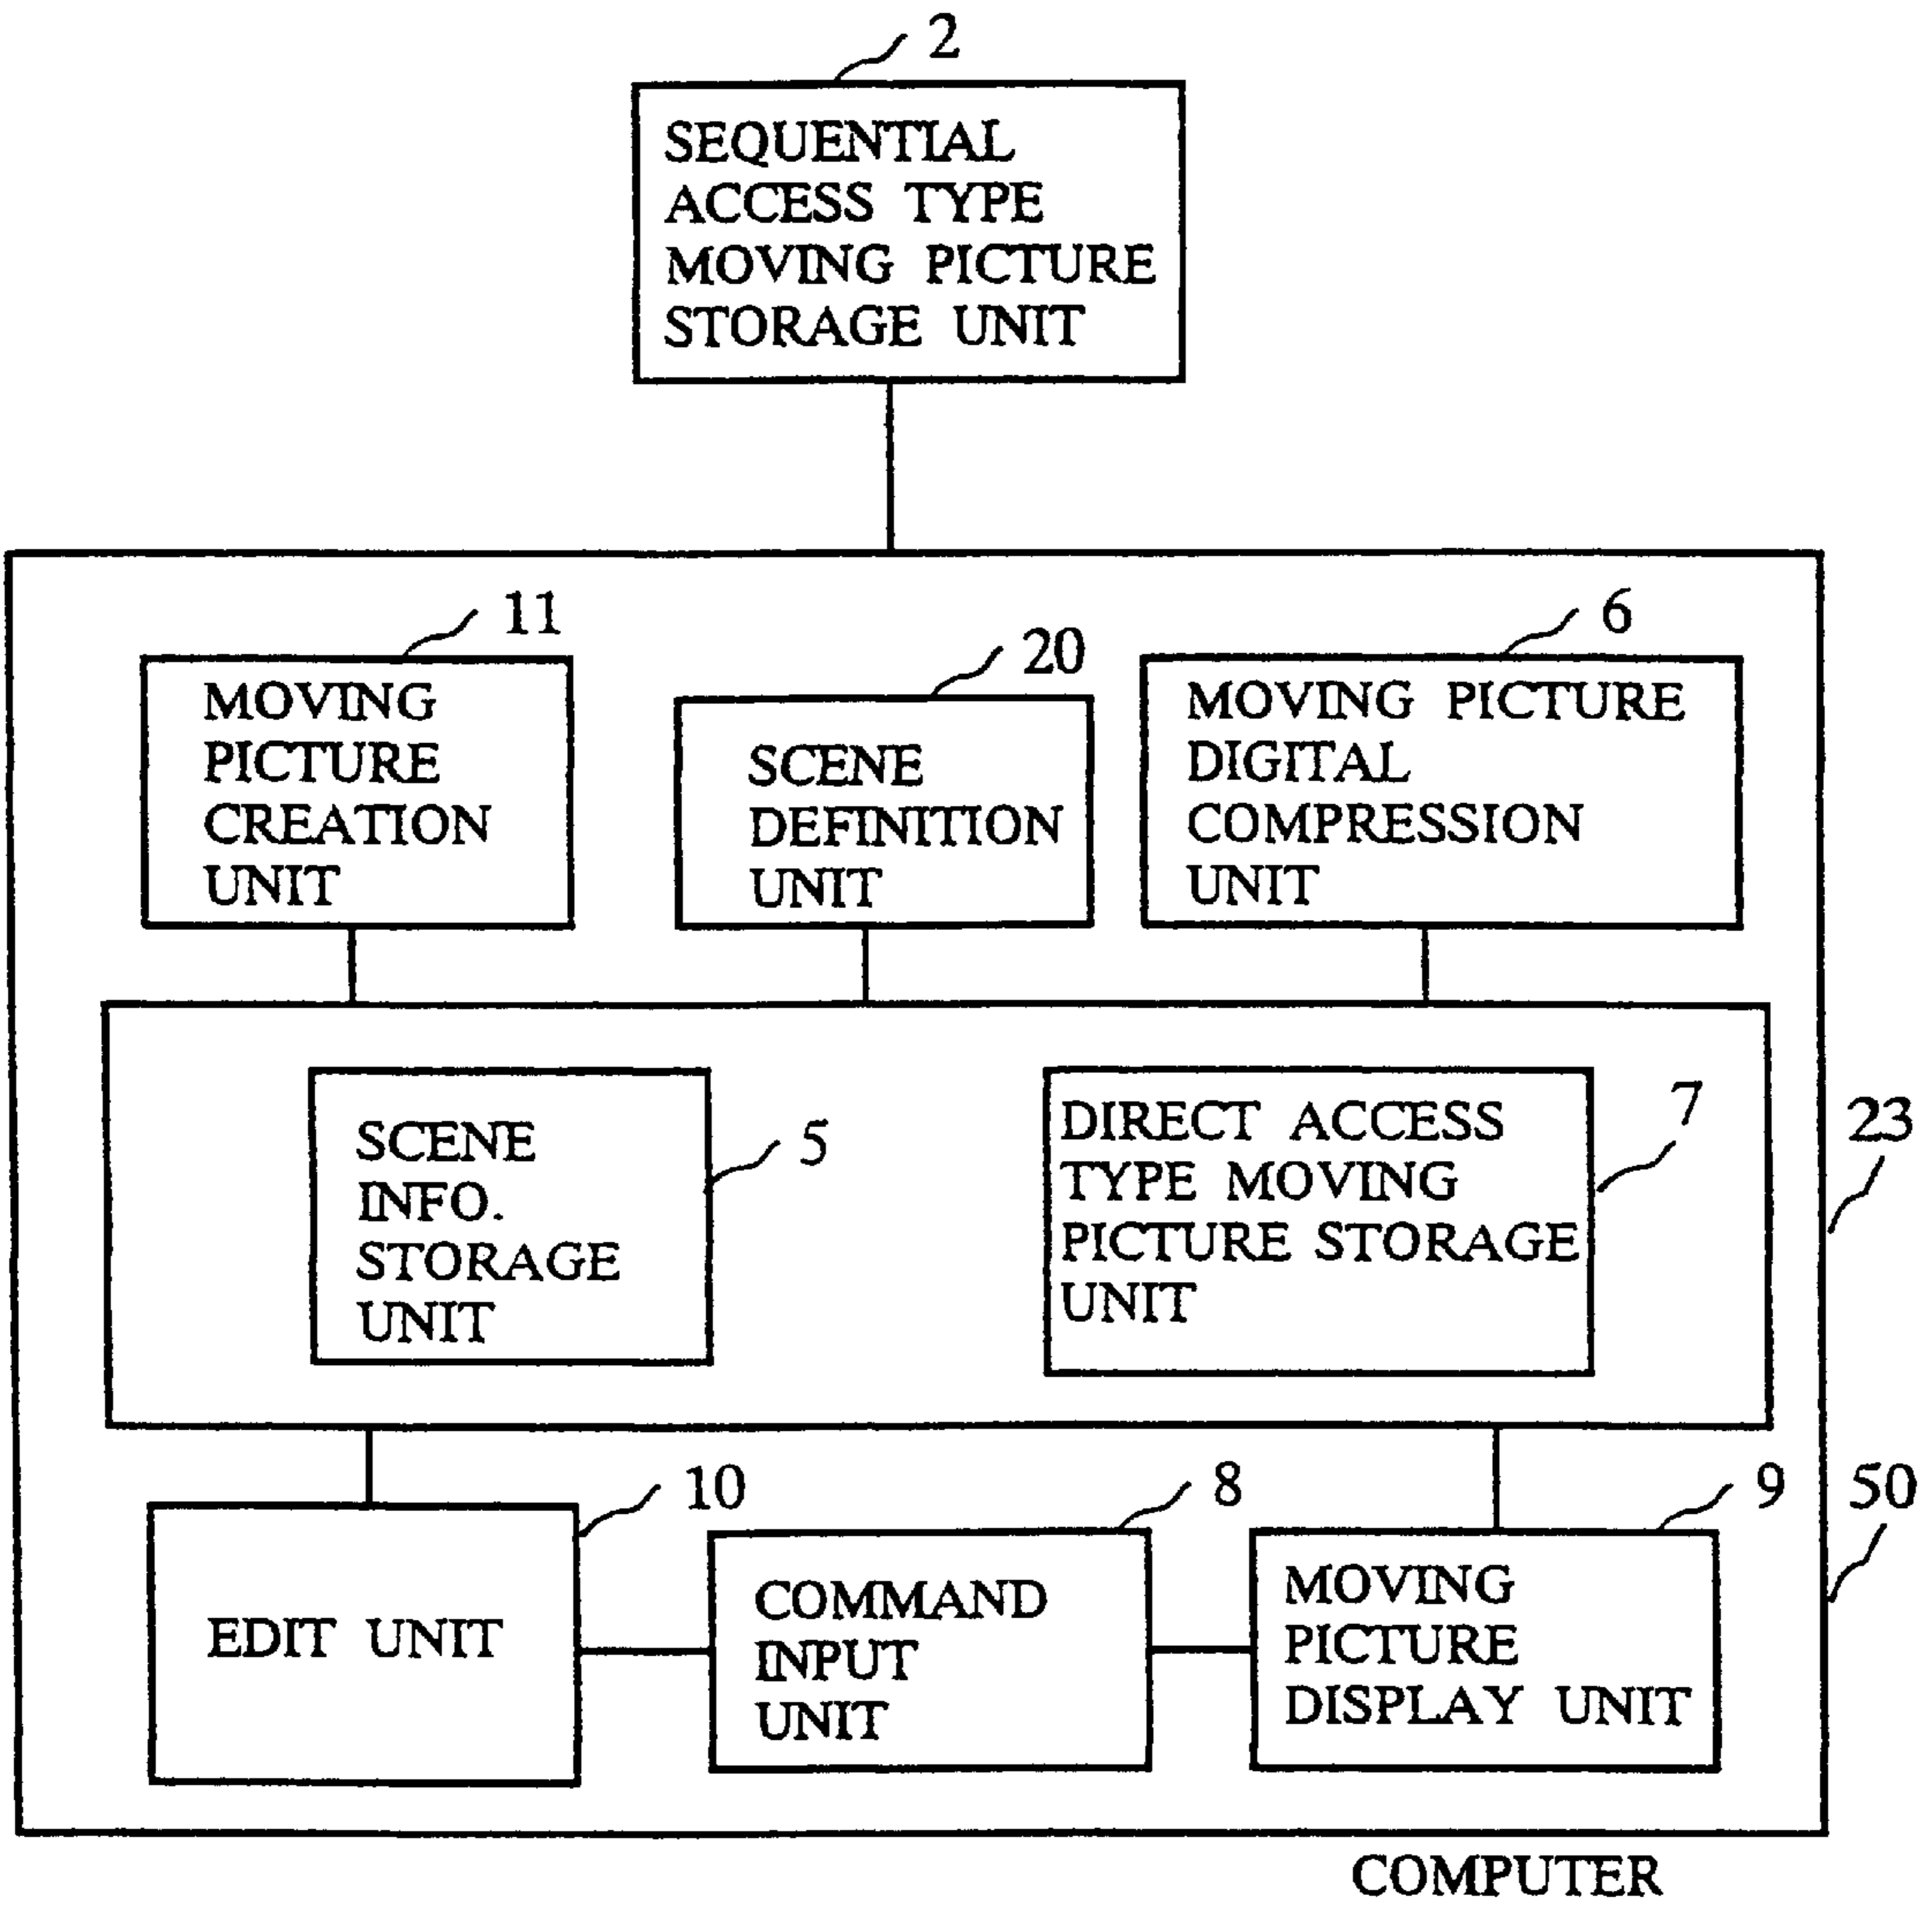 2
SEQUENTIAL
ACCESS TYPE
MOVING PICTURE
STORAGE UNIT
11
MOVING
PICTURE
CREATION
UNIT
20
SCENE
DEFINITION
UNIT
6
MOVING PICTURE
DIGITAL
COMPRESSION
UNIT
5
SCENE
INFO.
STORAGE
UNIT
7
DIRECT ACCESS
TYPE MOVING
PICTURE STORAGE
UNIT
23
10
EDIT UNIT
8
COMMAND
INPUT
UNIT
9
MOVING
PICTURE
DISPLAY UNIT
50
COMPUTER